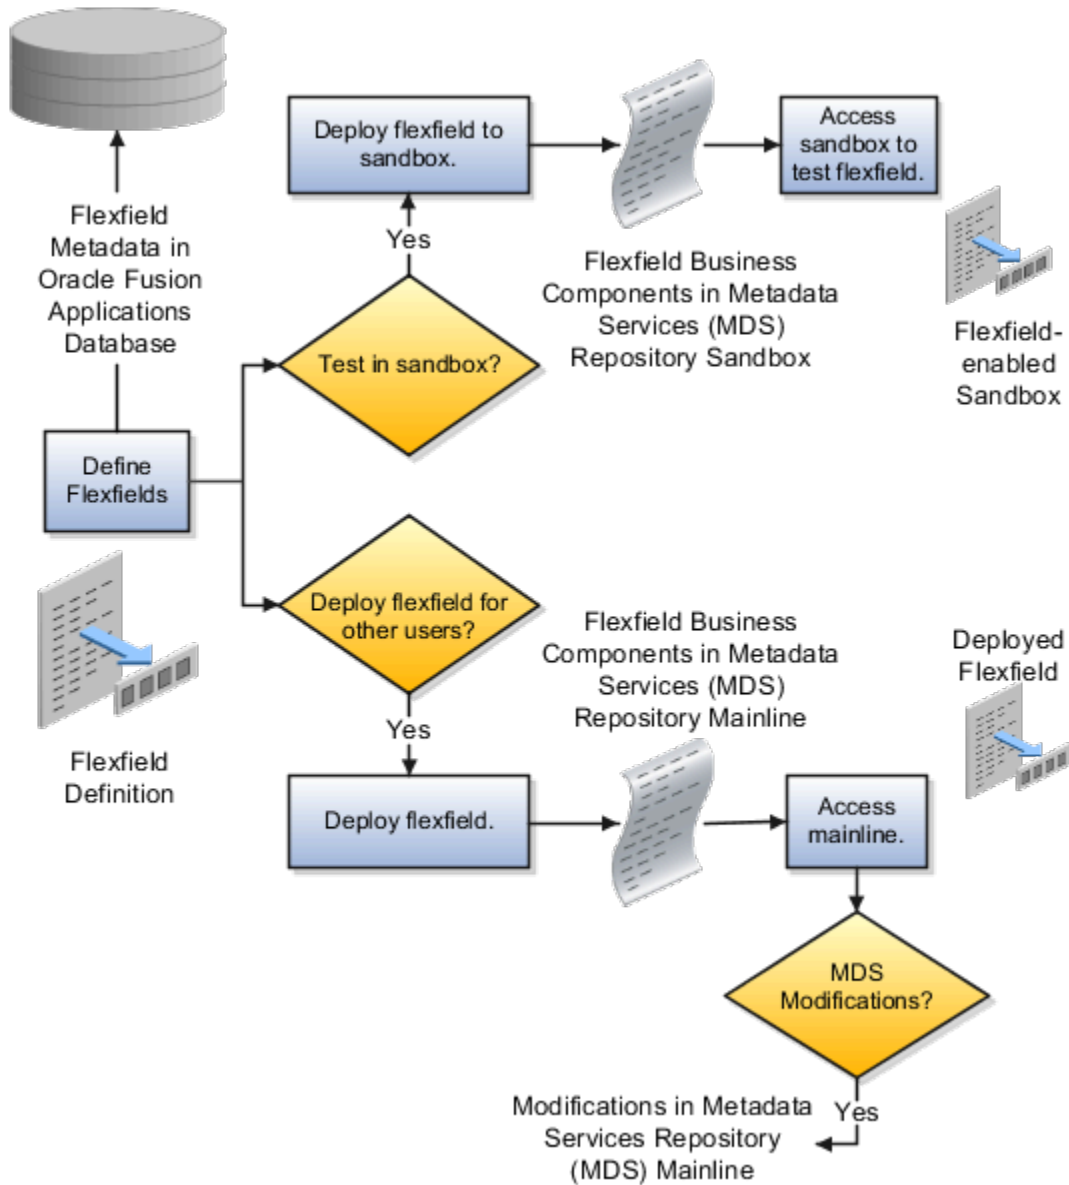 Deploy flexfield to
sandbox.
Access
sandbox to
test flexfield.
Flexfield
Metadata in
Oracle Fusion
Applications
Database
Yes
Flexfield Business
Components in Metadata
Services (MDS)
Repository Sandbox
Flexfield-
enabled
Sandbox
Test in sandbox?
Define
Flexfields
Deploy flexfield for
other users?
Flexfield Business
Components in Metadata
Services (MDS)
Repository Mainline
Deployed
Flexfield
Yes
Flexfield
Definition
Deploy flexfield.
Access
mainline.
MDS
Modifications?
Yes
Modifications in Metadata
Services Repository
(MDS) Mainline